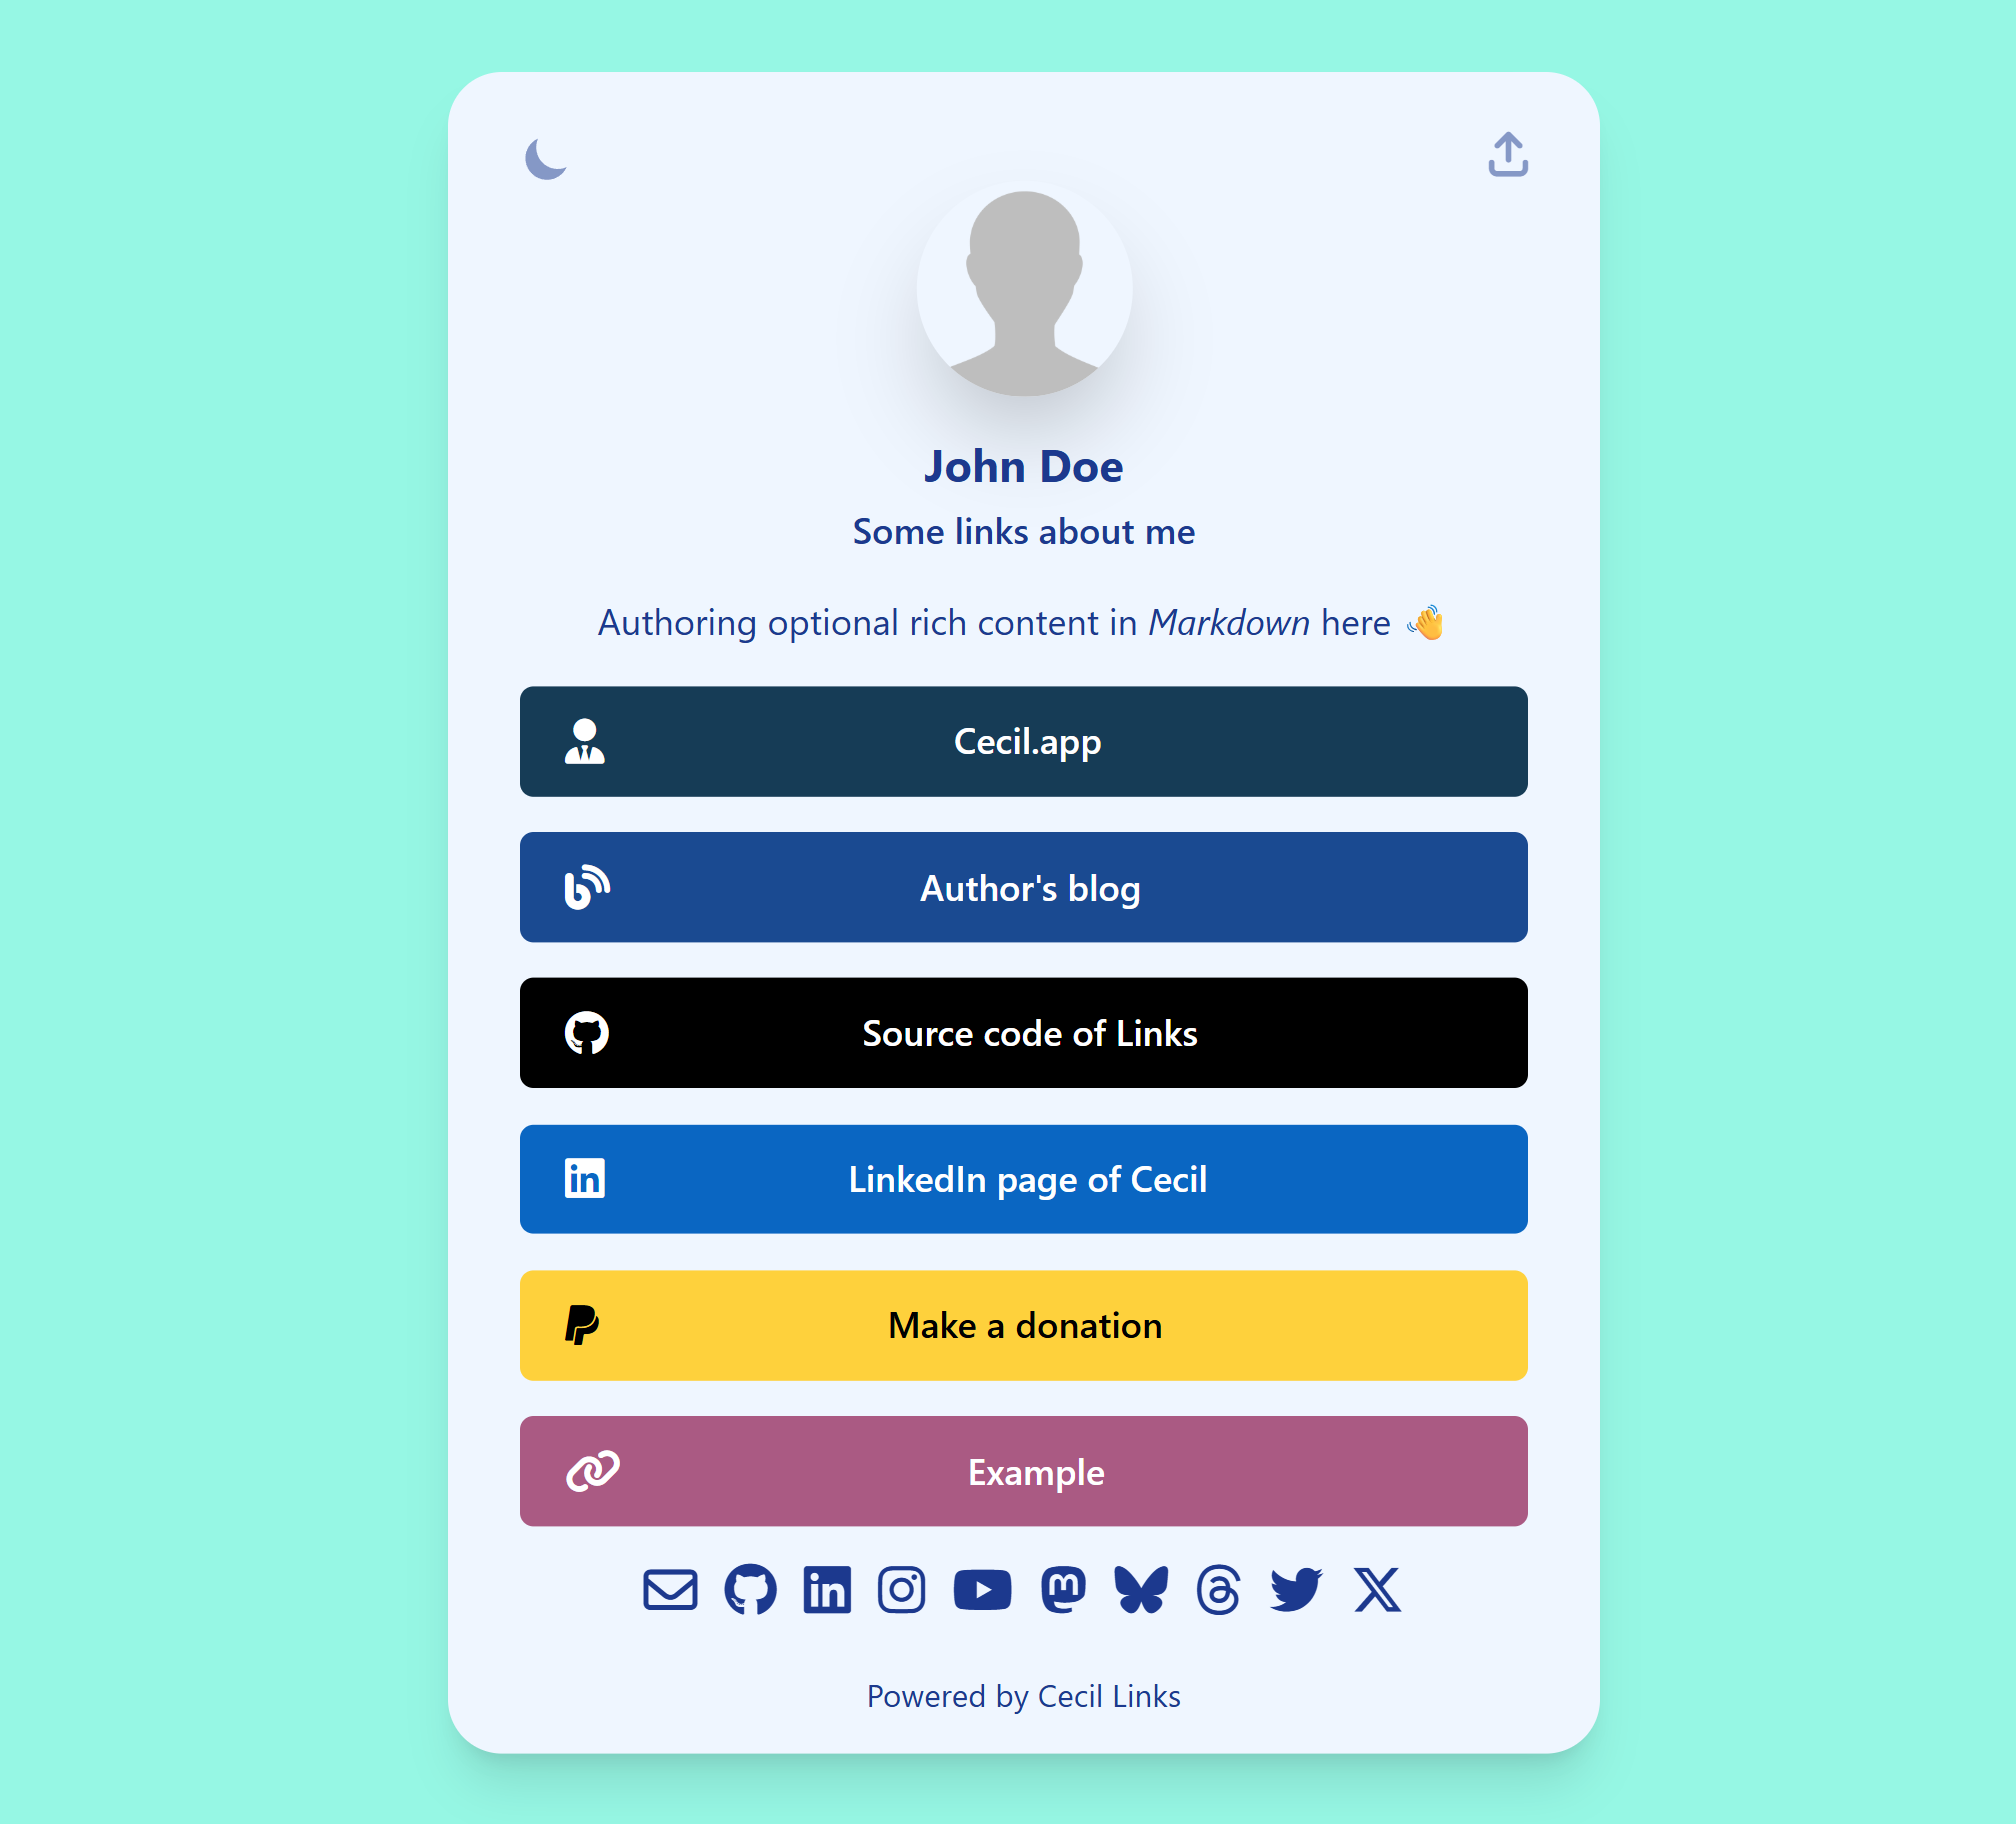 John Doe
Some links about me
Authoring optional rich content in Markdown here 👋
Cecil.app
Author's blog
Source code of Links
LinkedIn page of Cecil
Make a donation
Example
Powered by Cecil Links